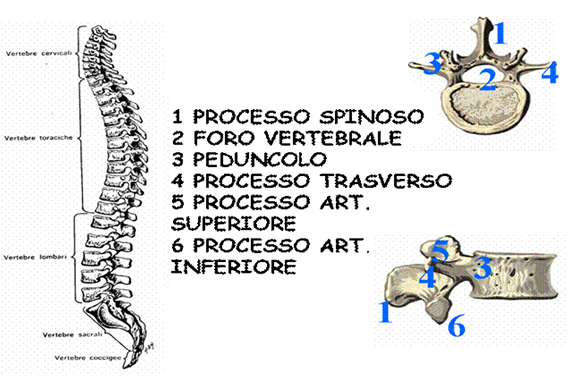 Vertebre cervicali
Vertebre toraciche
Vertebre lombari
Vertebre sacrali
Vertebre coccigee
1 PROCESSO SPINOSO
2 FORO VERTEBRALE
3 PEDUNCOLO
4 PROCESSO TRASVERSO
5 PROCESSO ART.
SUPERIORE
6 PROCESSO ART.
INFERIORE
1
3
2
4
5
4
3
1
6